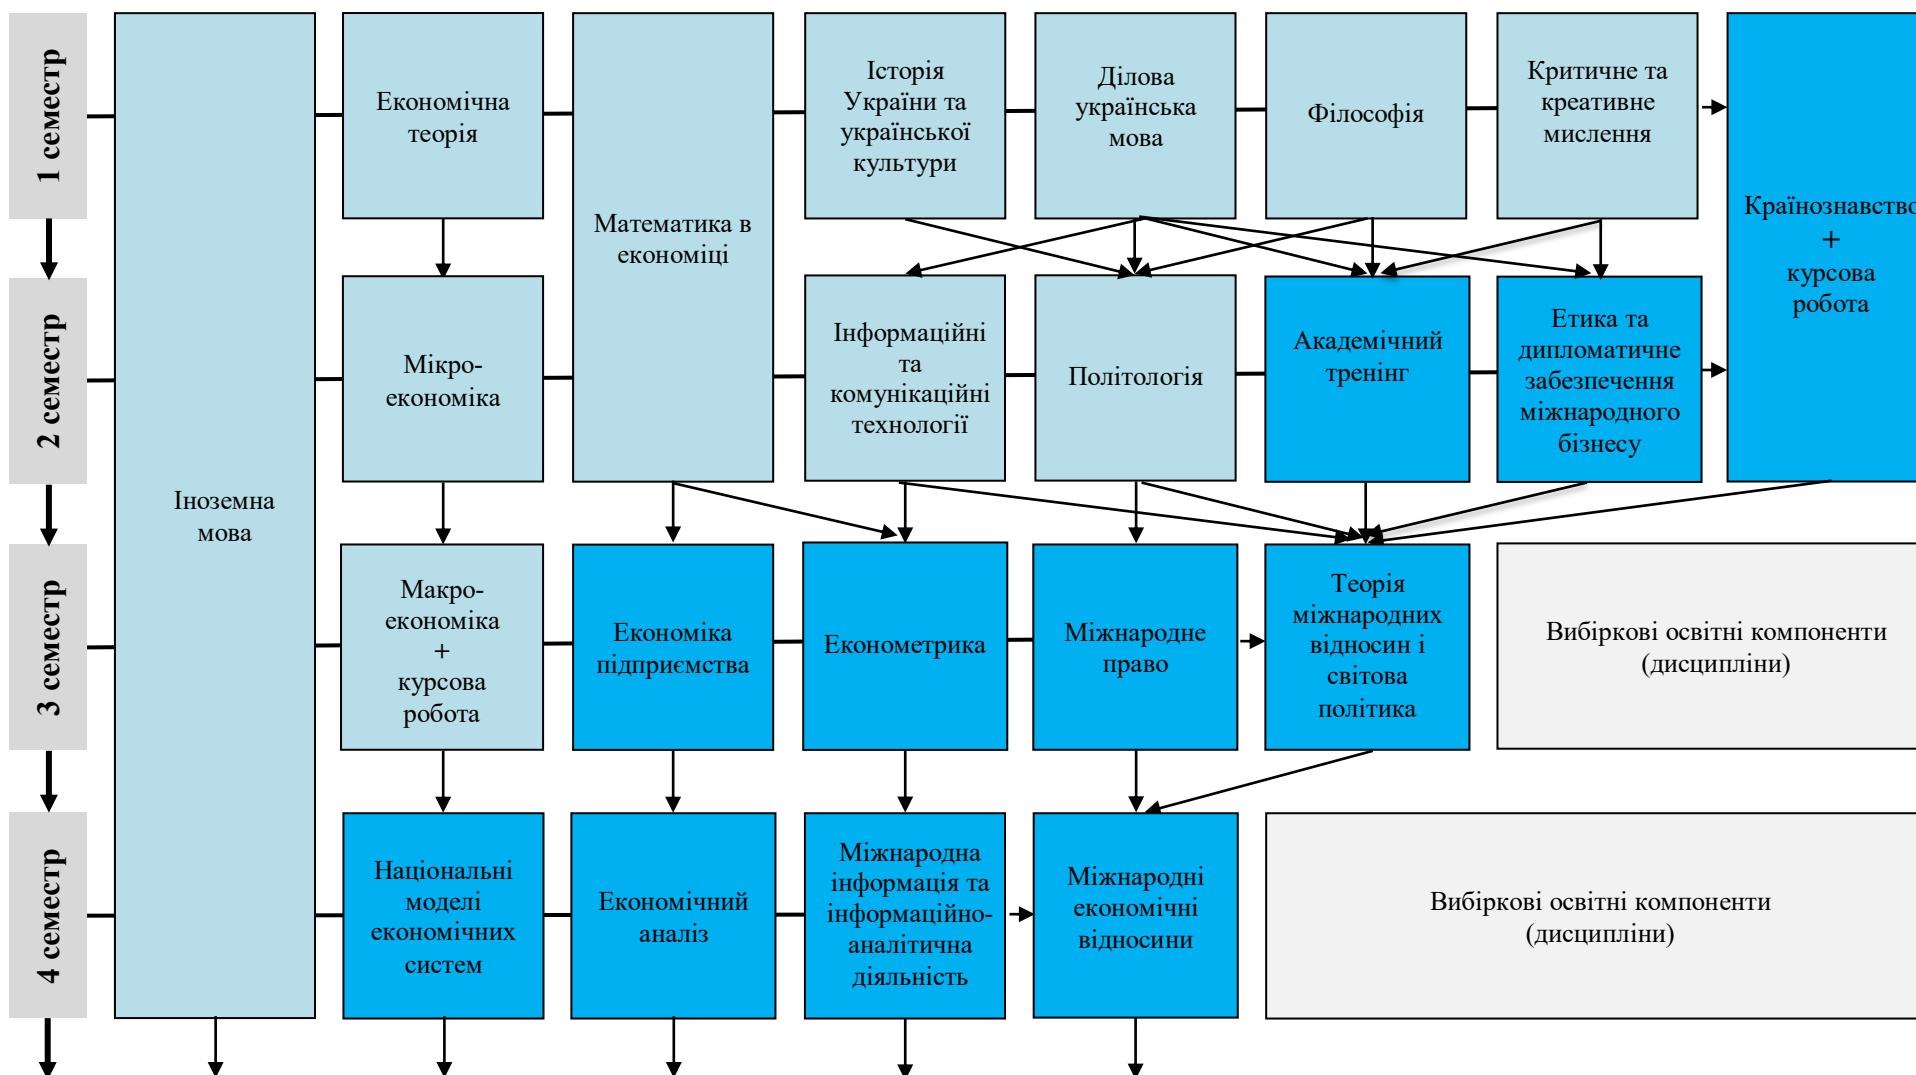 1 семестр
Економічна
теорія
Історія
України та
української
культури
Ділова
українська
мова
Філософія
Критичне та
креативне
мислення
Математика в
економіці
Країнознавство
+
курсова
робота
2 семестр
Мікро-
економіка
Інформаційні
та
комунікаційні
технології
Політологія
Академічний
тренінг
Етика та
дипломатичне
забезпечення
міжнародного
бізнесу
Іноземна
мова
3 семестр
Макро-
економіка
+
курсова
робота
Економіка
підприємства
Економетрика
Міжнародне
право
Теорія
міжнародних
відносин і
світова
політика
Вибіркові освітні компоненти
(дисципліни)
4 семестр
Національні
моделі
економічних
систем
Економічний
аналіз
Міжнародна
інформація та
інформаційно-
аналітична
діяльність
Міжнародні
економічні
відносини
Вибіркові освітні компоненти
(дисципліни)